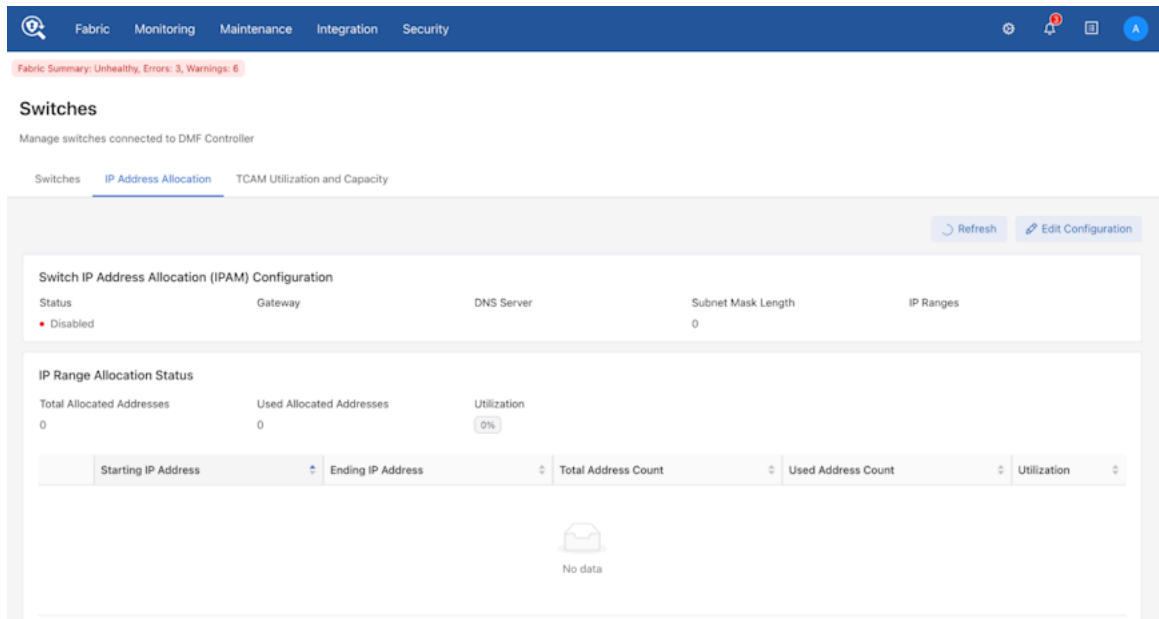 Fabric Monitoring Maintenance Integration Security 3 A
Fabric Summary: Unhealthy, Errors: 3, Warnings: 6
Switches
Manage switches connected to DMF Controller
Switches IP Address Allocation TCAM Utilization and Capacity
Refresh Edit Configuration
Switch IP Address Allocation (IPAM) Configuration
Status Gateway DNS Server Subnet Mask Length IP Ranges
Disabled 0
IP Range Allocation Status
Total Allocated Addresses Used Allocated Addresses Utilization
0 0 0%
Starting IP Address Ending IP Address Total Address Count Used Address Count Utilization
No data